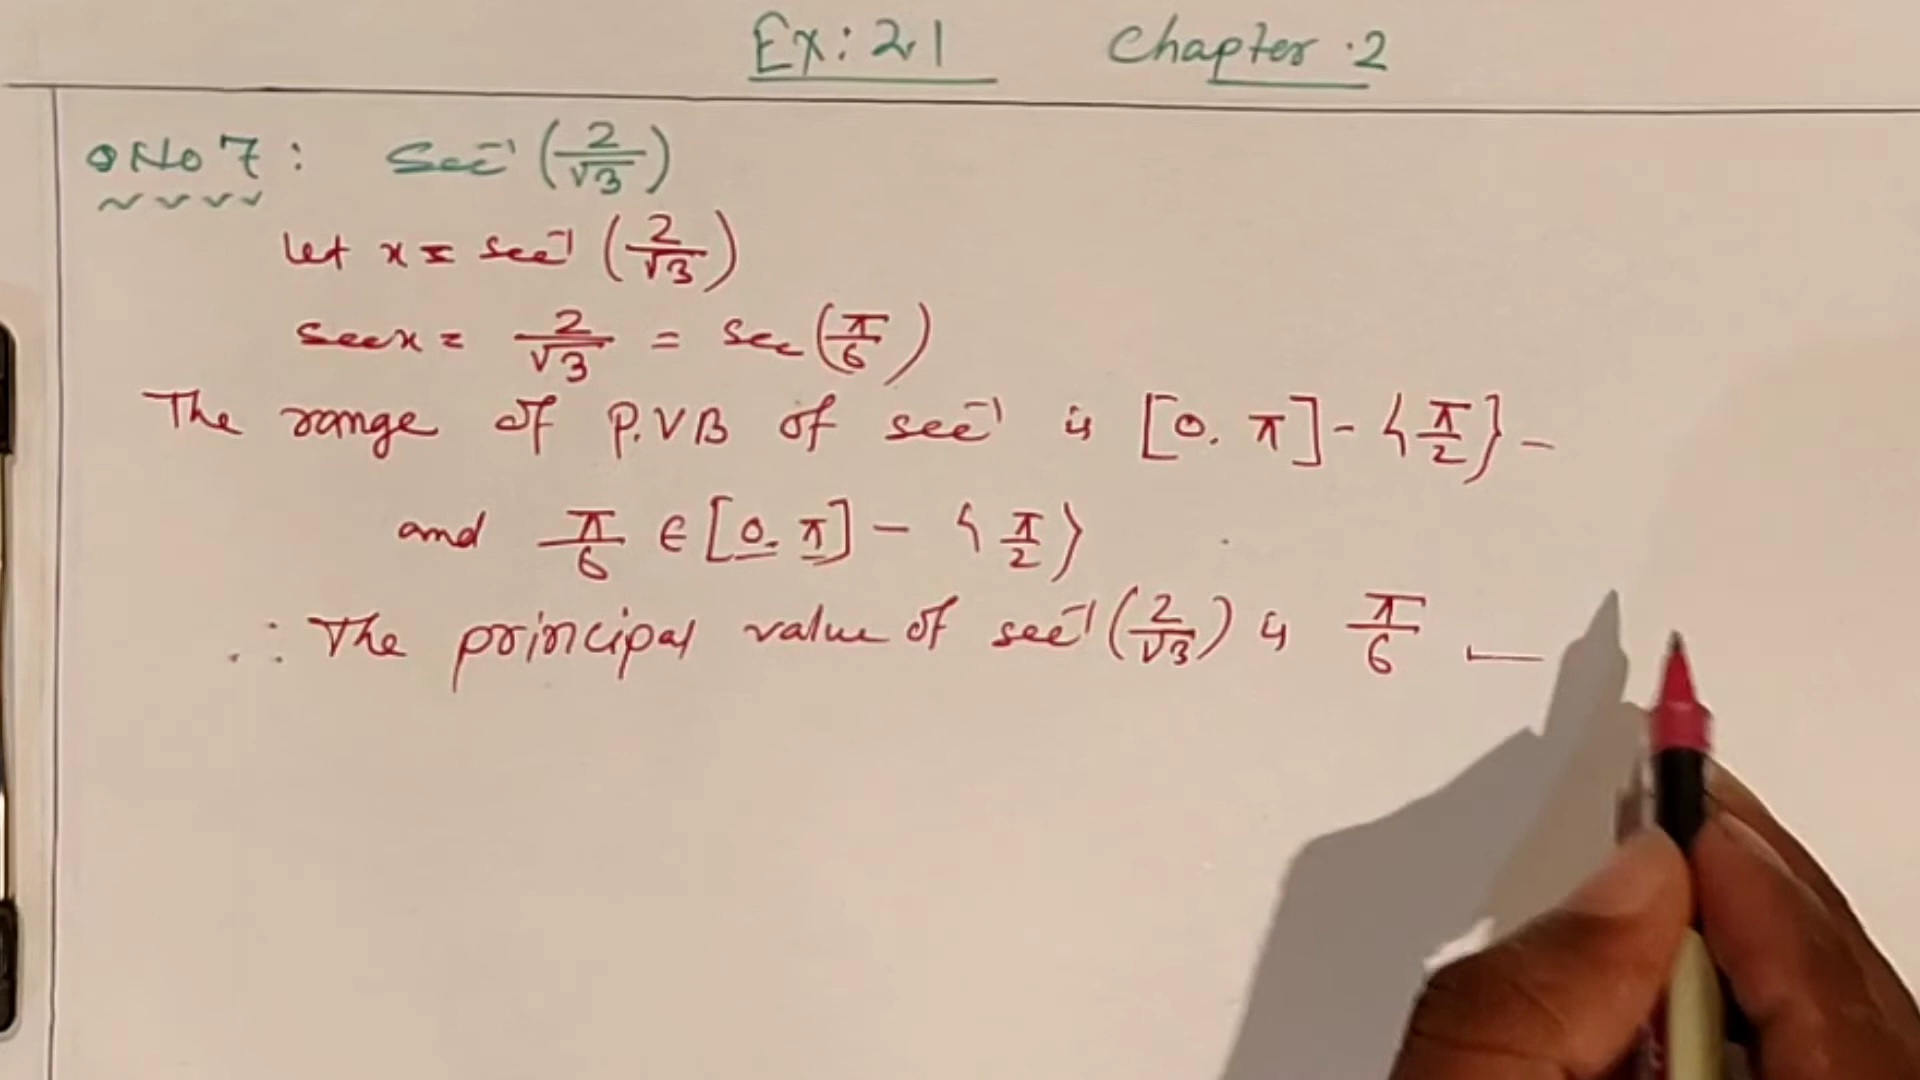 Ex: 2.1 Chapter .2
QNo 7 : Sec⁻¹ (2/√3)
Let x = sec⁻¹ (2/√3)
secx = 2/√3 = Sec (π/6)
The range of P.VB of sec⁻¹ is [0, π] - {π/2} -
and π/6 ∈ [0, π] - {π/2}
∴ The principal value of sec⁻¹ (2/√3) is π/6